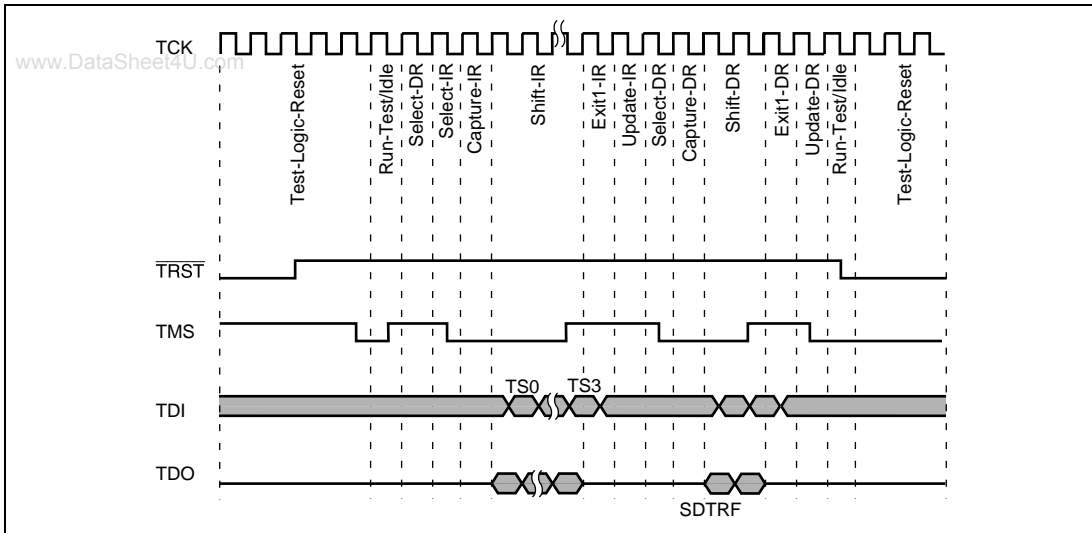 TCK
www.DataSheet4U.com
Test-Logic-Reset
Run-Test/Idle
Select-DR
Select-IR
Capture-IR
Shift-IR
Exit1-IR
Update-IR
Select-DR
Capture-DR
Shift-DR
Exit1-DR
Update-DR
Run-Test/Idle
Test-Logic-Reset
TRST
TMS
TS0 TS3
TDI
TDO
SDTRF